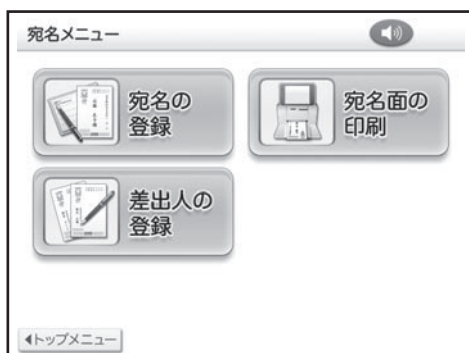 宛名メニュー
宛名の
登録
宛名面の
印刷
差出人の
登録
トップメニュー